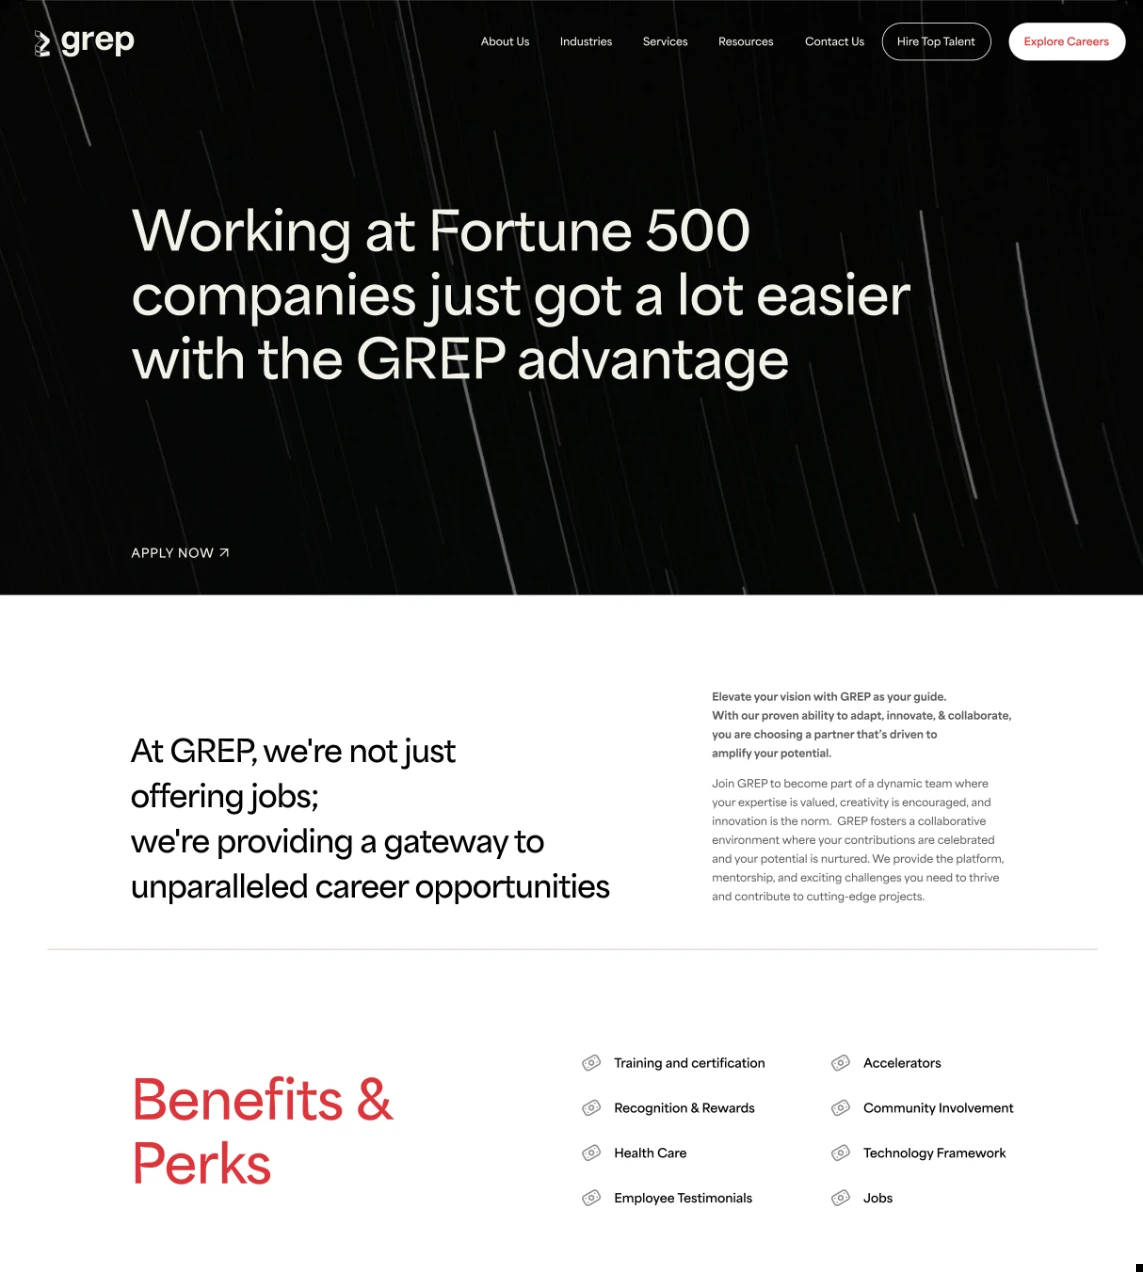 grep
About Us
Industries
Services
Resources
Contact Us
Hire Top Talent
Explore Careers
Working at Fortune 500
companies just got a lot easier
with the GREP advantage
APPLY NOW
At GREP, we're not just
offering jobs;
we're providing a gateway to
unparalleled career opportunities
Elevate your vision with GREP as your guide.
With our proven ability to adapt, innovate, & collaborate,
you are choosing a partner that's driven to
amplify your potential.
Join GREP to become part of a dynamic team where
your expertise is valued, creativity is encouraged, and
innovation is the norm. GREP fosters a collaborative
environment where your contributions are celebrated
and your potential is nurtured. We provide the platform,
mentorship, and exciting challenges you need to thrive
and contribute to cutting-edge projects.
Benefits &
Perks
Training and certification
Recognition & Rewards
Health Care
Employee Testimonials
Accelerators
Community Involvement
Technology Framework
Jobs